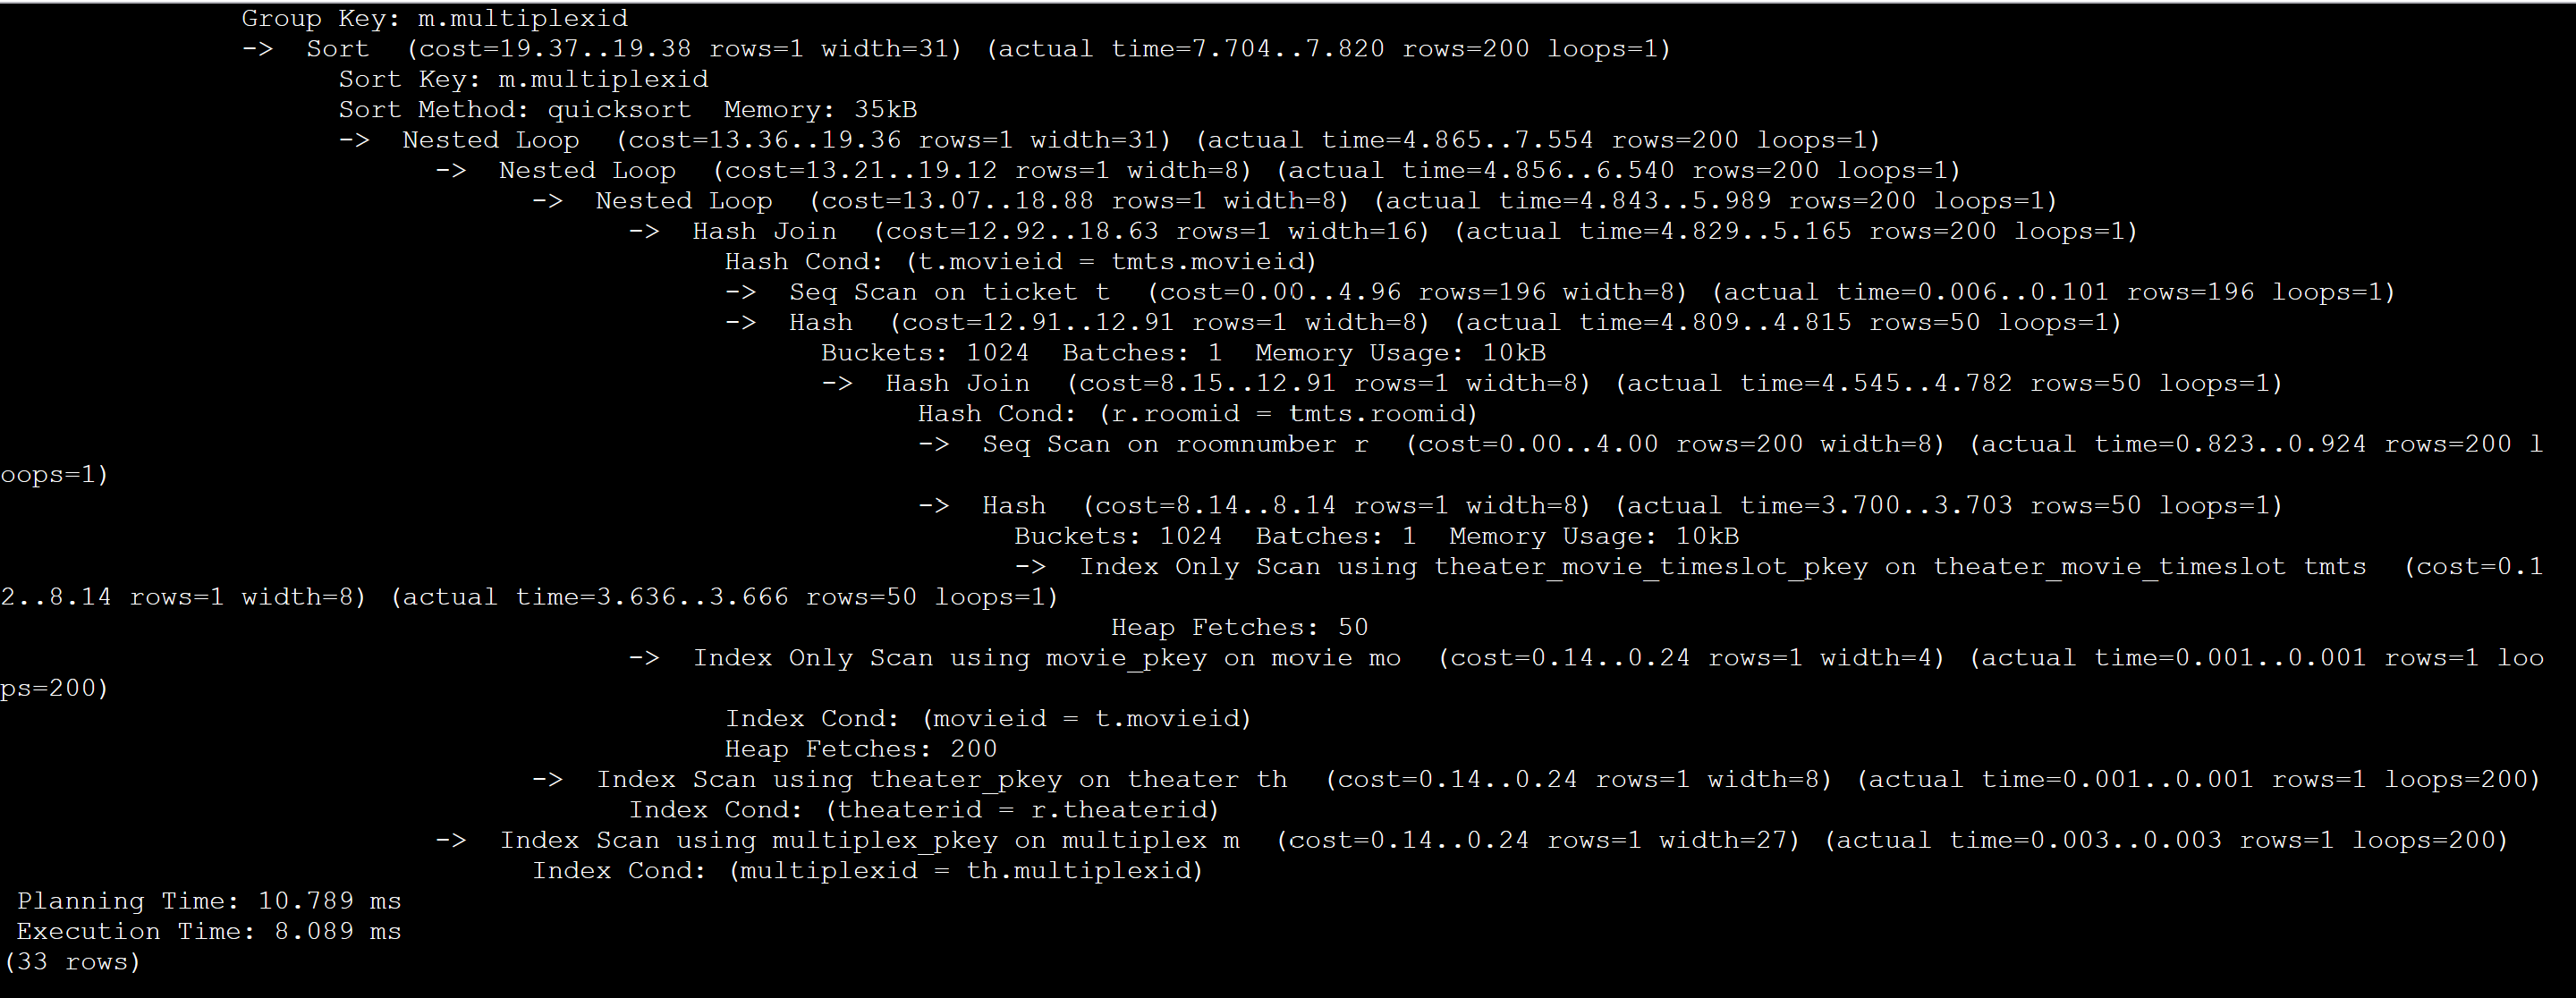 Group Key: m.multiplexid
->  Sort  (cost=19.37..19.38 rows=1 width=31) (actual time=7.704..7.820 rows=200 loops=1)
Sort Key: m.multiplexid
Sort Method: quicksort  Memory: 35kB
->  Nested Loop  (cost=13.36..19.36 rows=1 width=31) (actual time=4.865..7.554 rows=200 loops=1)
->  Nested Loop  (cost=13.21..19.12 rows=1 width=8) (actual time=4.856..6.540 rows=200 loops=1)
->  Nested Loop  (cost=13.07..18.88 rows=1 width=8) (actual time=4.843..5.989 rows=200 loops=1)
->  Hash Join  (cost=12.92..18.63 rows=1 width=16) (actual time=4.829..5.165 rows=200 loops=1)
Hash Cond: (t.movieid = tmts.movieid)
->  Seq Scan on ticket t  (cost=0.00..4.96 rows=196 width=8) (actual time=0.006..0.101 rows=196 loops=1)
->  Hash  (cost=12.91..12.91 rows=1 width=8) (actual time=4.809..4.815 rows=50 loops=1)
Buckets: 1024  Batches: 1  Memory Usage: 10kB
->  Hash Join  (cost=8.15..12.91 rows=1 width=8) (actual time=4.545..4.782 rows=50 loops=1)
Hash Cond: (r.roomid = tmts.roomid)
->  Seq Scan on roomnumber r  (cost=0.00..4.00 rows=200 width=8) (actual time=0.823..0.924 rows=200 l
oops=1)
->  Hash  (cost=8.14..8.14 rows=1 width=8) (actual time=3.700..3.703 rows=50 loops=1)
Buckets: 1024  Batches: 1  Memory Usage: 10kB
->  Index Only Scan using theater_movie_timeslot_pkey on theater_movie_timeslot tmts  (cost=0.1
2..8.14 rows=1 width=8) (actual time=3.636..3.666 rows=50 loops=1)
Heap Fetches: 50
->  Index Only Scan using movie_pkey on movie mo  (cost=0.14..0.24 rows=1 width=4) (actual time=0.001..0.001 rows=1 loo
ps=200)
Index Cond: (movieid = t.movieid)
Heap Fetches: 200
->  Index Scan using theater_pkey on theater th  (cost=0.14..0.24 rows=1 width=8) (actual time=0.001..0.001 rows=1 loops=200)
Index Cond: (theaterid = r.theaterid)
->  Index Scan using multiplex_pkey on multiplex m  (cost=0.14..0.24 rows=1 width=27) (actual time=0.003..0.003 rows=1 loops=200)
Index Cond: (multiplexid = th.multiplexid)
Planning Time: 10.789 ms
Execution Time: 8.089 ms
(33 rows)